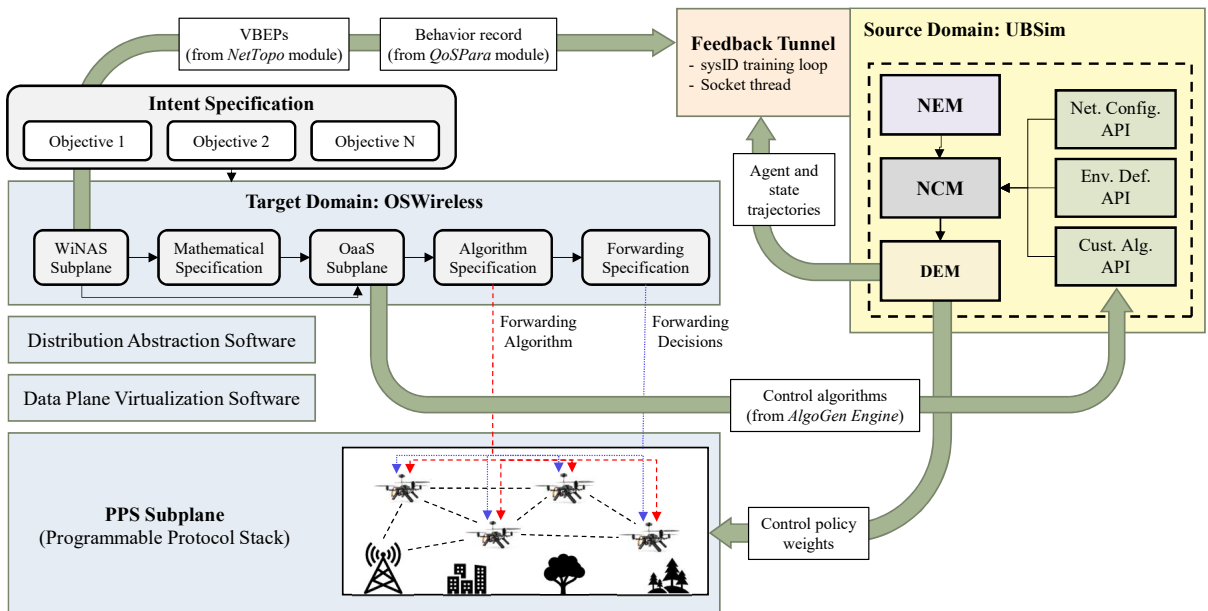 VBEPs
(from NetTopo module)
Behavior record
(from QoSPara module)
Feedback Tunnel
- sysID training loop
- Socket thread
Source Domain: UBSim
NEM
NCM
DEM
Net. Config.
API
Env. Def.
API
Cust. Alg.
API
Intent Specification
Objective 1
Objective 2
Objective N
Agent and
state
trajectories
Target Domain: OSWireless
WiNAS
Subplane
Mathematical
Specification
OaaS
Subplane
Algorithm
Specification
Forwarding
Specification
Forwarding
Algorithm
Forwarding
Decisions
Distribution Abstraction Software
Data Plane Virtualization Software
Control algorithms
(from AlgoGen Engine)
PPS Subplane
(Programmable Protocol Stack)
Control policy
weights